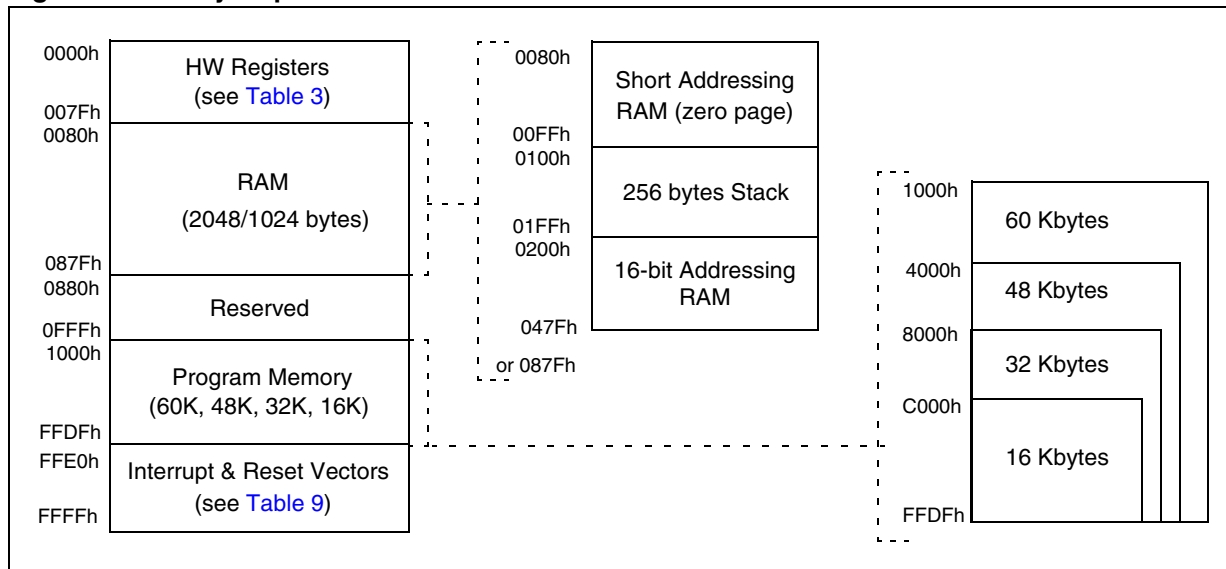 0000h
HW Registers
(see Table 3)
007Fh
0080h
RAM
(2048/1024 bytes)
087Fh
0880h
Reserved
0FFFh
1000h
Program Memory
(60K, 48K, 32K, 16K)
FFDFh
FFE0h
Interrupt & Reset Vectors
(see Table 9)
FFFFh
0080h
Short Addressing
RAM (zero page)
00FFh
0100h
256 bytes Stack
01FFh
0200h
16-bit Addressing
RAM
047Fh
or 087Fh
1000h
60 Kbytes
4000h
48 Kbytes
8000h
32 Kbytes
C000h
16 Kbytes
FFDFh